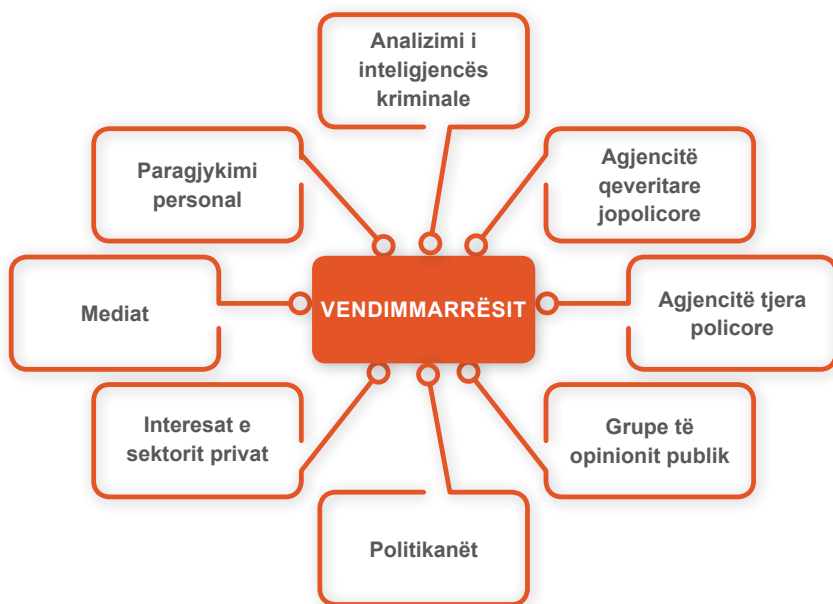 Analizimi i
inteligjencës
kriminale
Paragjykimi
personal
Agjencitë
qeveritare
jopolicore
Mediat
VENDIMMARRËSIT
Agjencitë tjera
policore
Interesat e
sektorit privat
Grupe të
opinionit publik
Politikanët